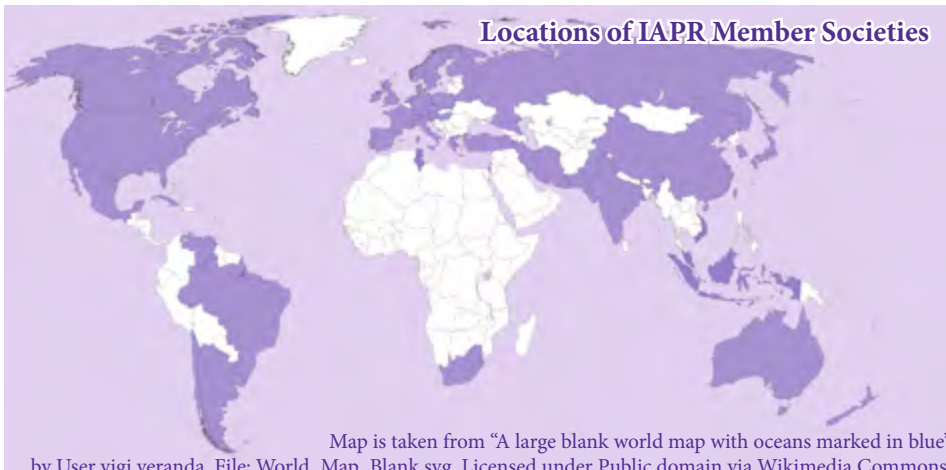 Locations of IAPR Member Societies
Map is taken from “A large blank world map with oceans marked in blue”
by User vigi veranda. File: World_Map_Blank.svg. Licensed under Public domain via Wikimedia Commons